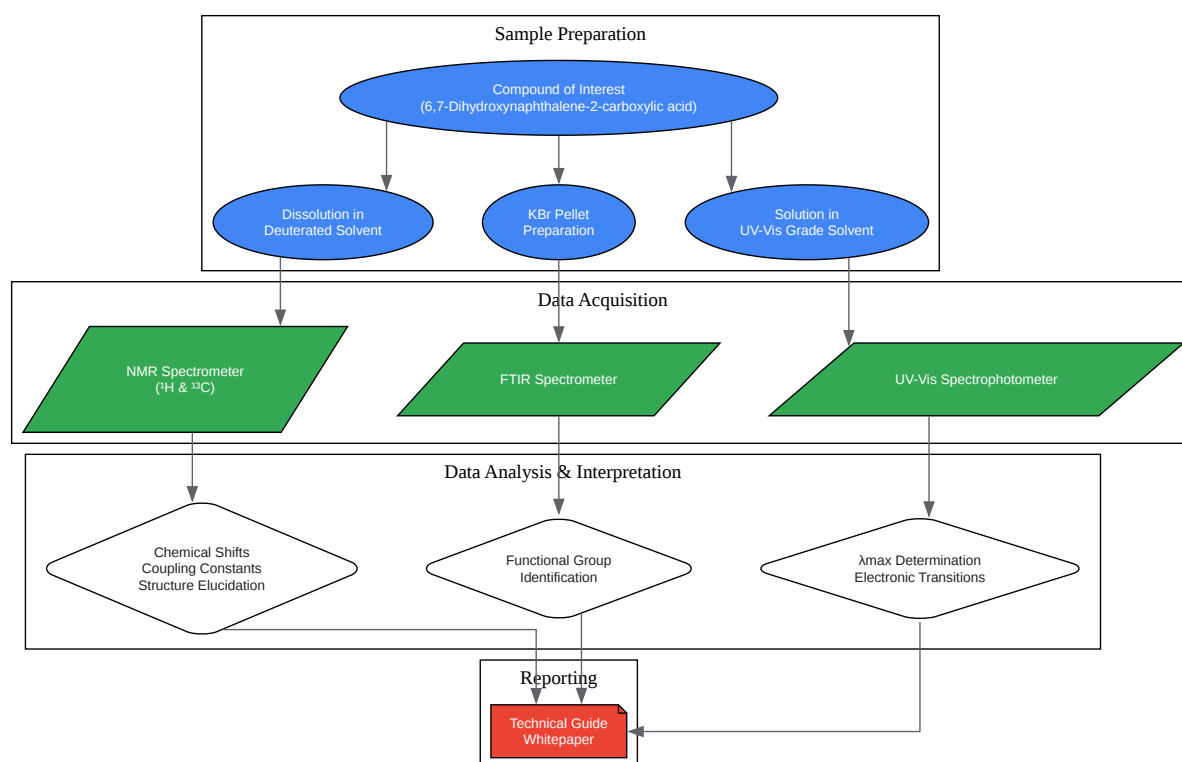 Sample Preparation
Compound of Interest
(6,7-Dihydroxynaphthalene-2-carboxylic acid)
Dissolution in
Deuterated Solvent
KBr Pellet
Preparation
Solution in
UV-Vis Grade Solvent
Data Acquisition
NMR Spectrometer
(¹H & ¹³C)
FTIR Spectrometer
UV-Vis Spectrophotometer
Data Analysis & Interpretation
Chemical Shifts
Coupling Constants
Structure Elucidation
Functional Group
Identification
λmax Determination
Electronic Transitions
Reporting
Technical Guide
Whitepaper